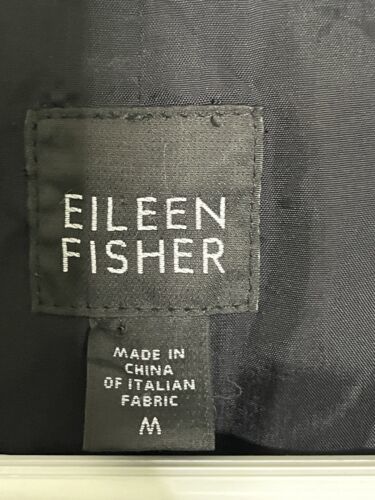 EILEEN
FISHER
MADE IN
CHINA
OF ITALIAN
FABRIC
M